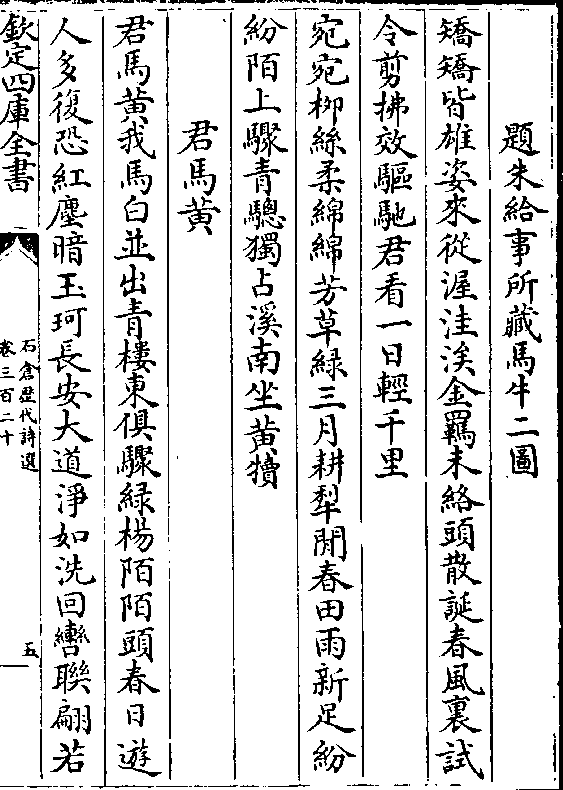 題朱給事所藏馬牛二圖
矯矯皆雄姿來從渥洼涘金羈未絡頭散誕春風裏試
令剪拂效驅馳君看一日輕千里
宛宛柳絲柔綿綿芳草緑三月耕犁閒春田雨新足紛
紛陌上驟青驄獨占溪南坐黄犢
君馬黄
君馬黄我馬白並出青樓東俱驟緑楊陌陌頭春日遊
人多復恐紅塵暗玉珂長安大道淨如洗回轡聯翩若
欽定四庫全書
石倉歷代詩選
卷三百二十
五